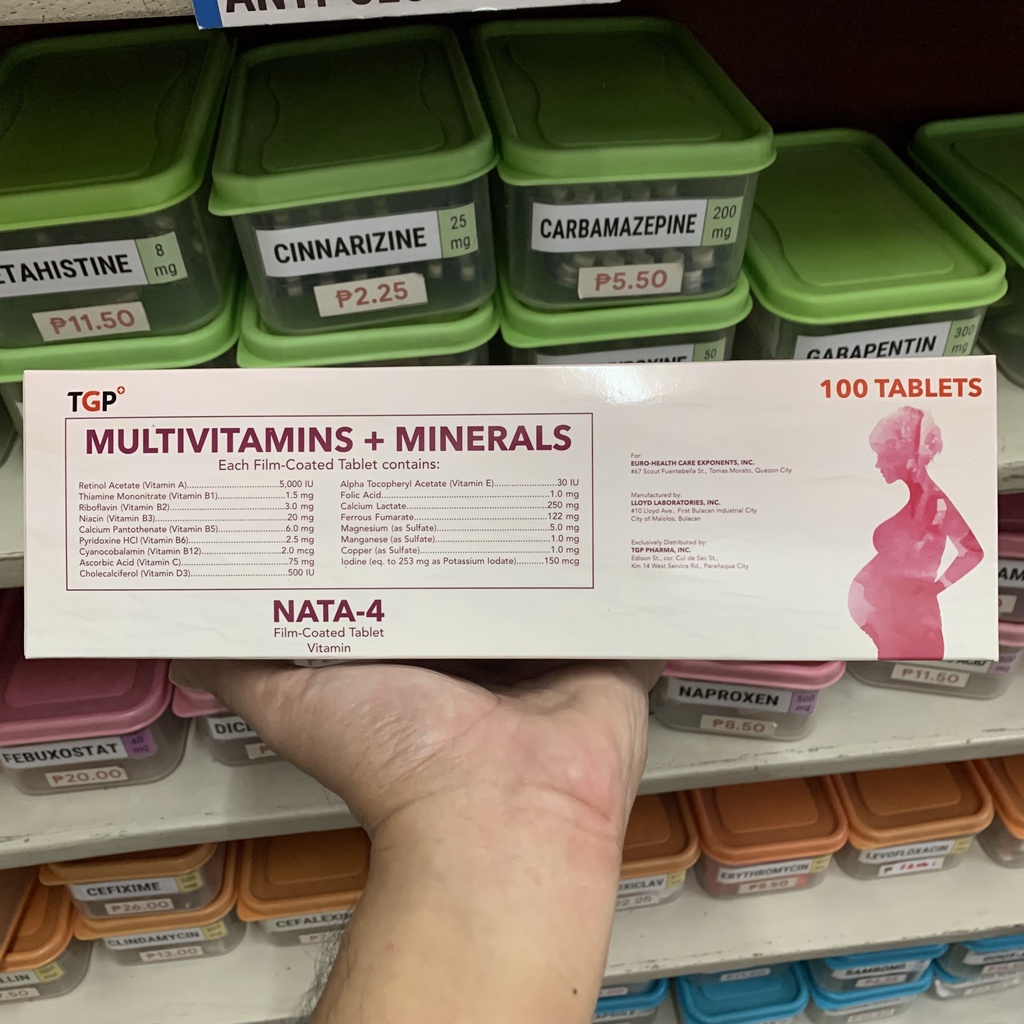 8 mg
₱11.50
CINNARIZINE 25 mg
₱2.25
CARBAMAZEPINE 200 mg
₱5.50
GABAPENTIN 300 mg
50
TGP
100 TABLETS
MULTIVITAMINS + MINERALS
Each Film-Coated Tablet contains:
Retinol Acetate (Vitamin A)..........5,000 IU
Thiamine Mononitrate (Vitamin B1)..........1.5 mg
Riboflavin (Vitamin B2)..........3.0 mg
Niacin (Vitamin B3)..........20 mg
Calcium Pantothenate (Vitamin B5)..........6.0 mg
Pyridoxine HCl (Vitamin B6)..........2.5 mg
Cyanocobalamin (Vitamin B12)..........2.0 mcg
Ascorbic Acid (Vitamin C)..........75 mg
Cholecalciferol (Vitamin D3)..........500 IU
Alpha Tocopheryl Acetate (Vitamin E)..........30 IU
Folic Acid..........1.0 mg
Calcium Lactate..........250 mg
Ferrous Fumarate..........122 mg
Magnesium (as Sulfate)..........5.0 mg
Manganese (as Sulfate)..........1.0 mg
Copper (as Sulfate)..........1.0 mg
Iodine (eq. to 253 mg as Potassium Iodate)..........150 mcg
For:
EURO-HEALTH CARE EXPONENTS, INC.
#67 Scout Fuentebella St., Tomas Morato, Quezon City
Manufactured by:
LLOYD LABORATORIES, INC.
#10 Lloyd Ave., First Bulacan Industrial City
City of Malolos, Bulacan
Exclusively Distributed by:
TGP PHARMA, INC.
Edison St., cor. Cul de Sac St.,
Km 14 West Service Rd., Parañaque City
NATA-4
Film-Coated Tablet
Vitamin
FEBUXOSTAT 40 mg
₱20.00
NAPROXEN 500 mg
₱8.50
₱11.50
CEFIXIME
₱26.00
CLINDAMYCIN
₱13.00
ERYTHROMYCIN
LEVOFLOXACIN